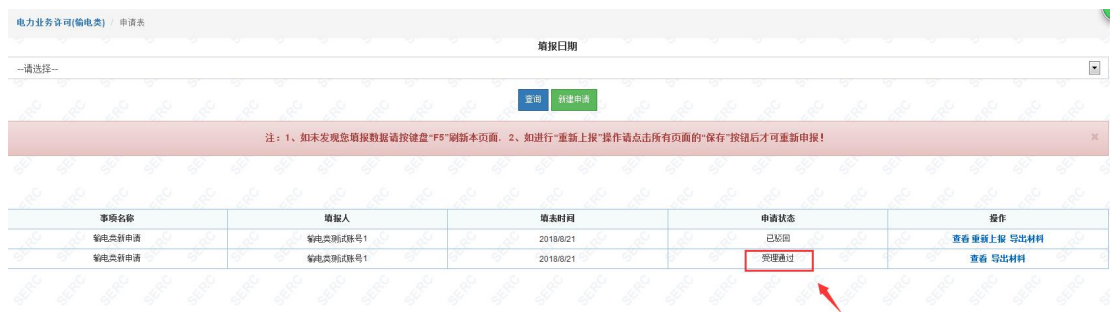 电力业务许可(输电类) / 申请表
填报日期
--请选择--
查询 新建申请
注：1、如未发现您填报数据请按键盘“F5”刷新本页面. 2、如进行“重新上报”操作请点击所有页面的“保存”按钮后才可重新申报！ ×
事项名称 填报人 填表时间 申请状态 操作
输电类新申请 输电类测试账号1 2018/8/21 已驳回 查看 重新上报 导出材料
输电类新申请 输电类测试账号1 2018/8/21 受理通过 查看 导出材料
SERC